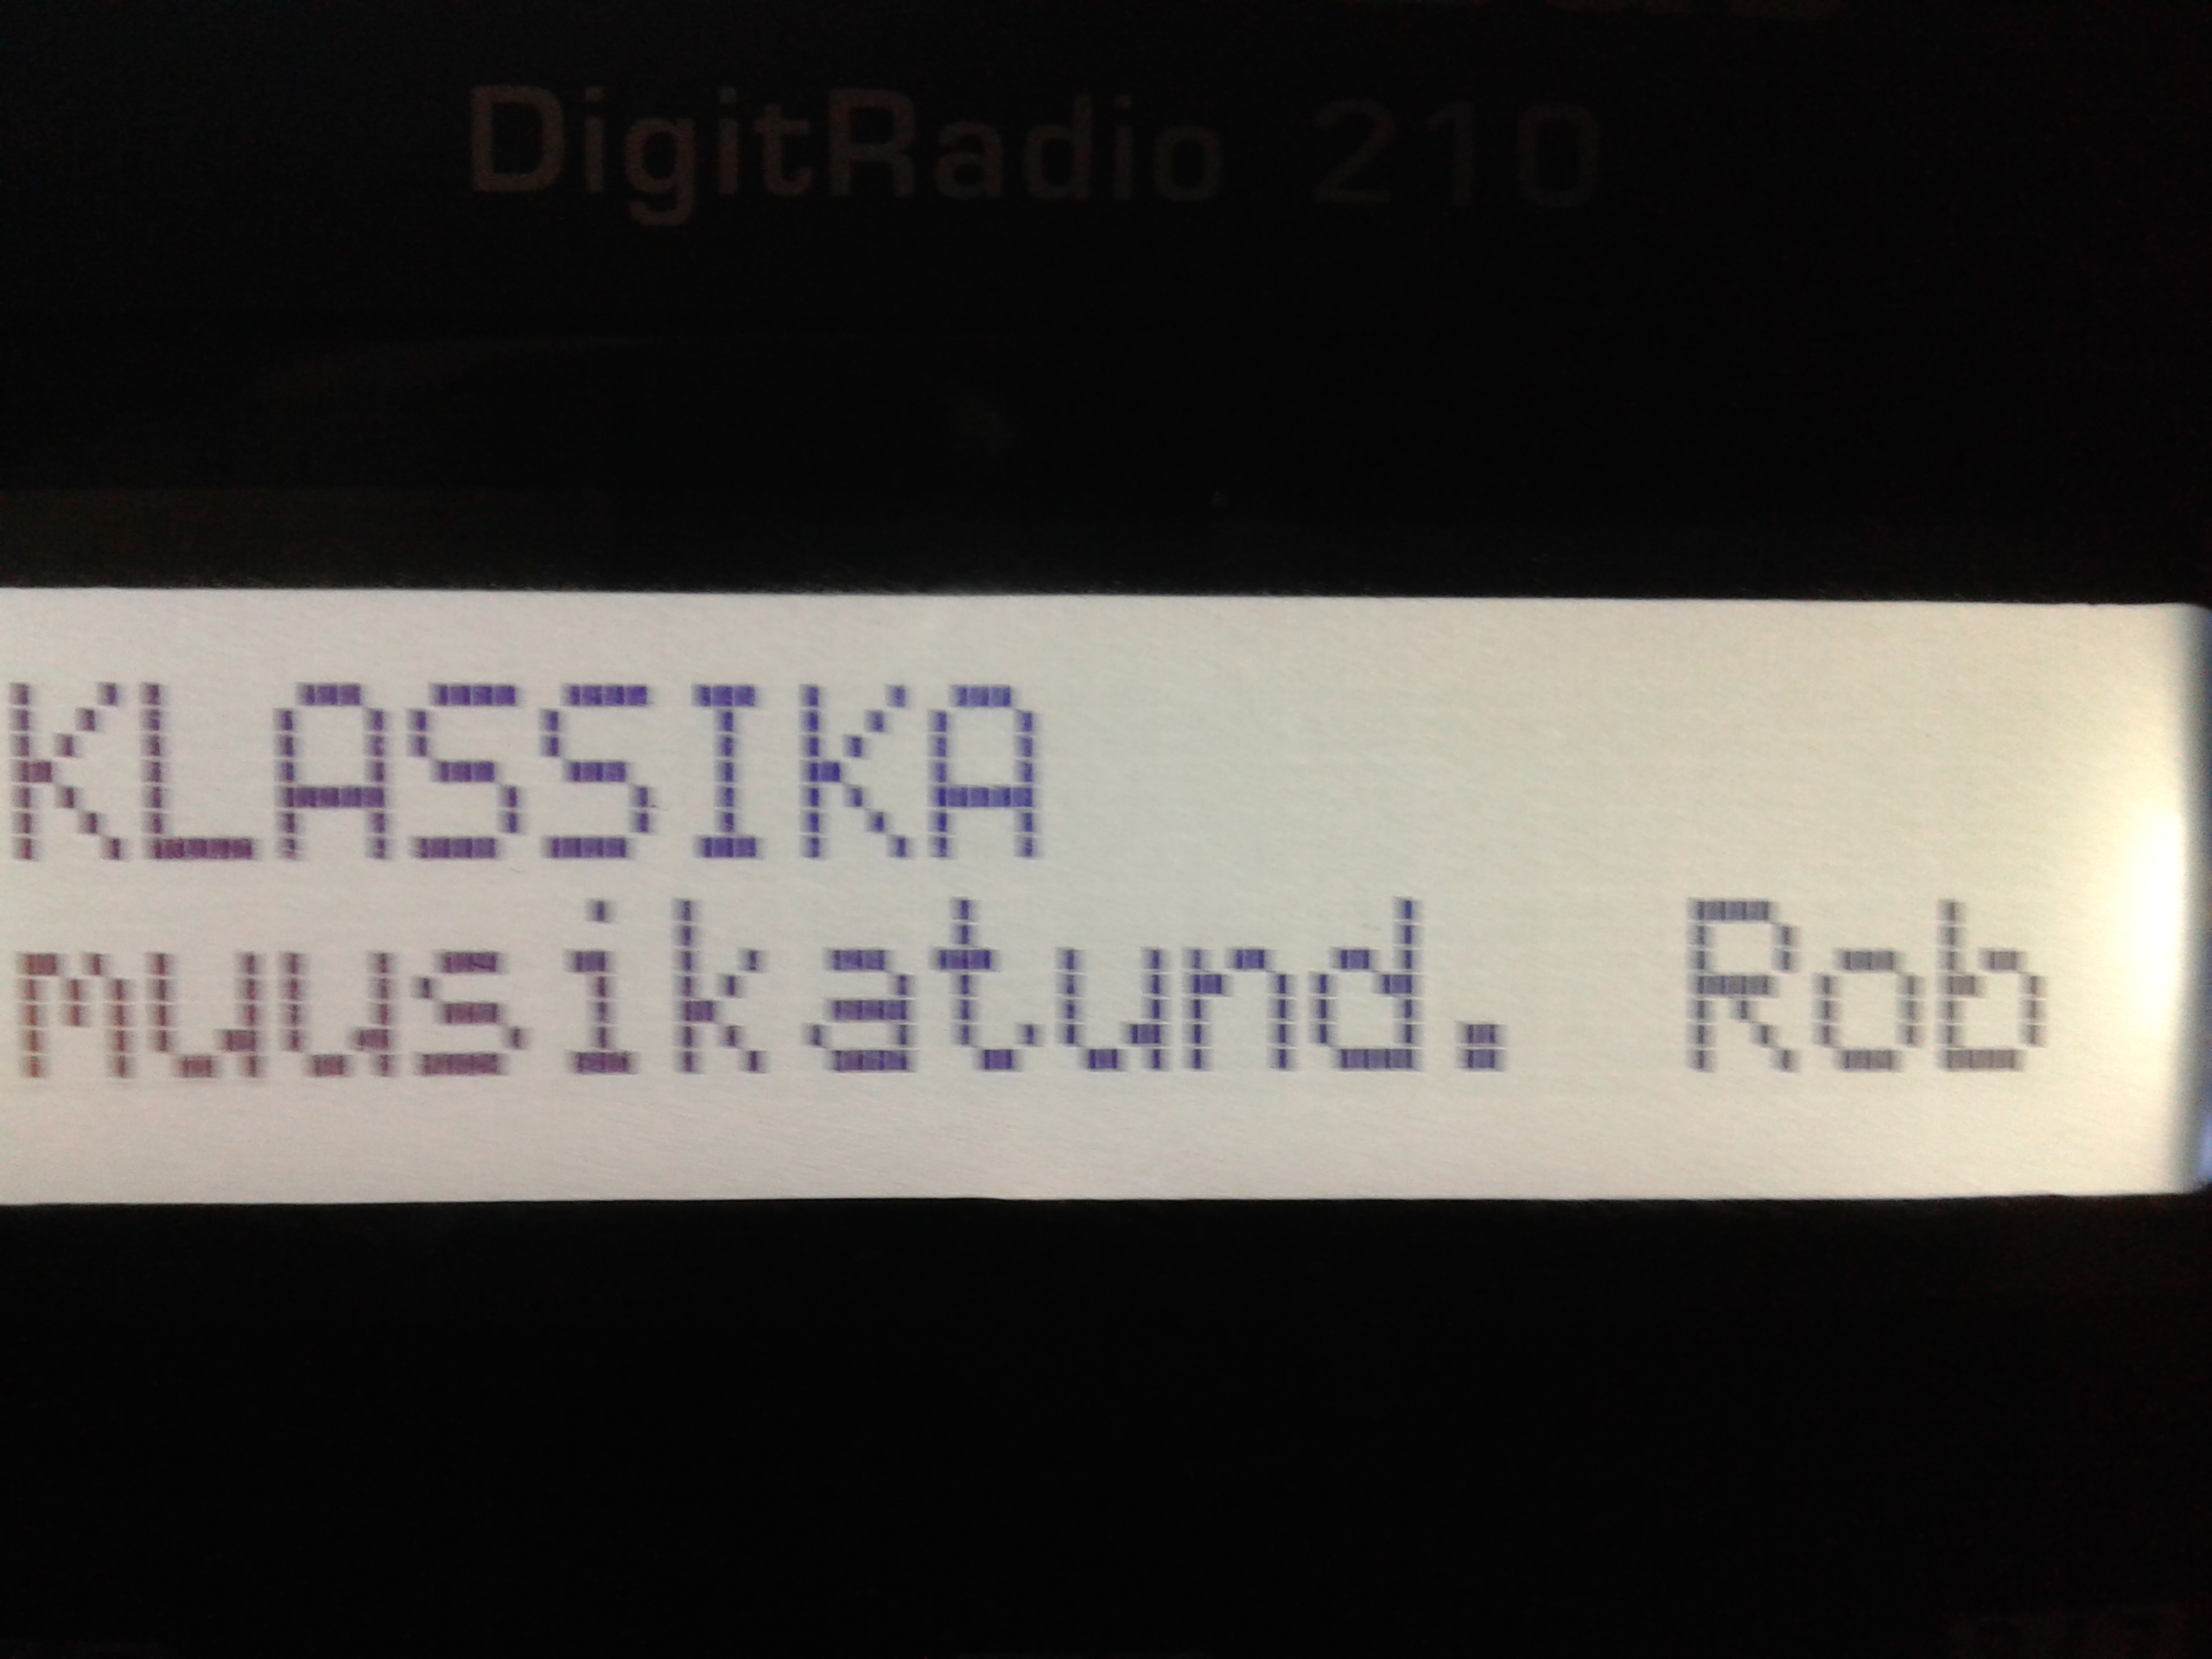 DigitRadio 210
KLASSIKA
muusikatund. Rob